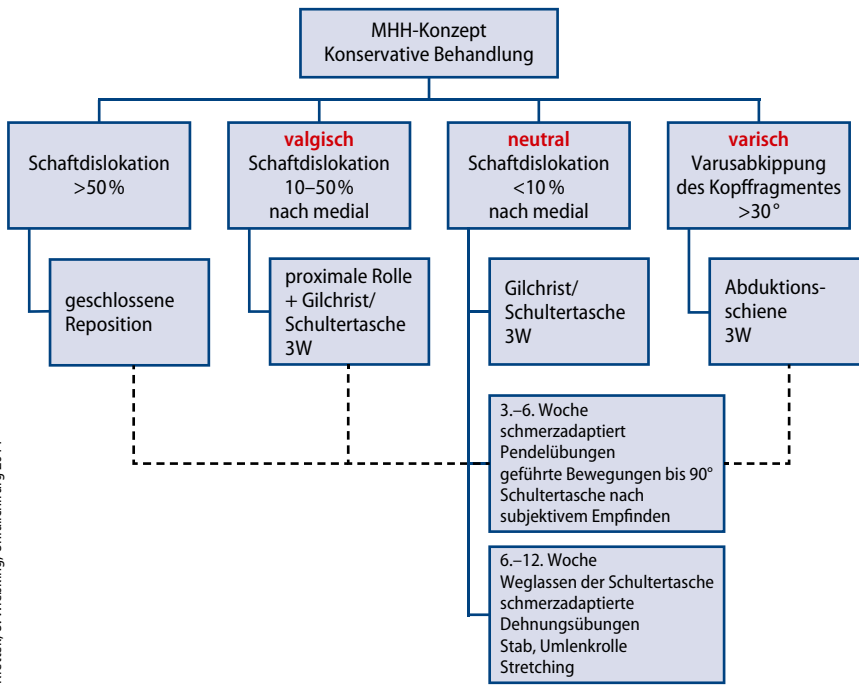 MHH-Konzept
Konservative Behandlung
Schaftdislokation
>50%
valgisch
Schaftdislokation
10–50%
nach medial
neutral
Schaftdislokation
<10%
nach medial
varisch
Varusabkippung
des Kopffragmentes
>30°
geschlossene
Reposition
proximale Rolle
+ Gilchrist/
Schultertasche
3W
Gilchrist/
Schultertasche
3W
Abduktions-
schiene
3W
3.–6. Woche
schmerzadaptiert
Pendelübungen
geführte Bewegungen bis 90°
Schultertasche nach
subjektivem Empfinden
6.–12. Woche
Weglassen der Schultertasche
schmerzadaptierte
Dehnungsübungen
Stab, Umlenkrolle
Stretching